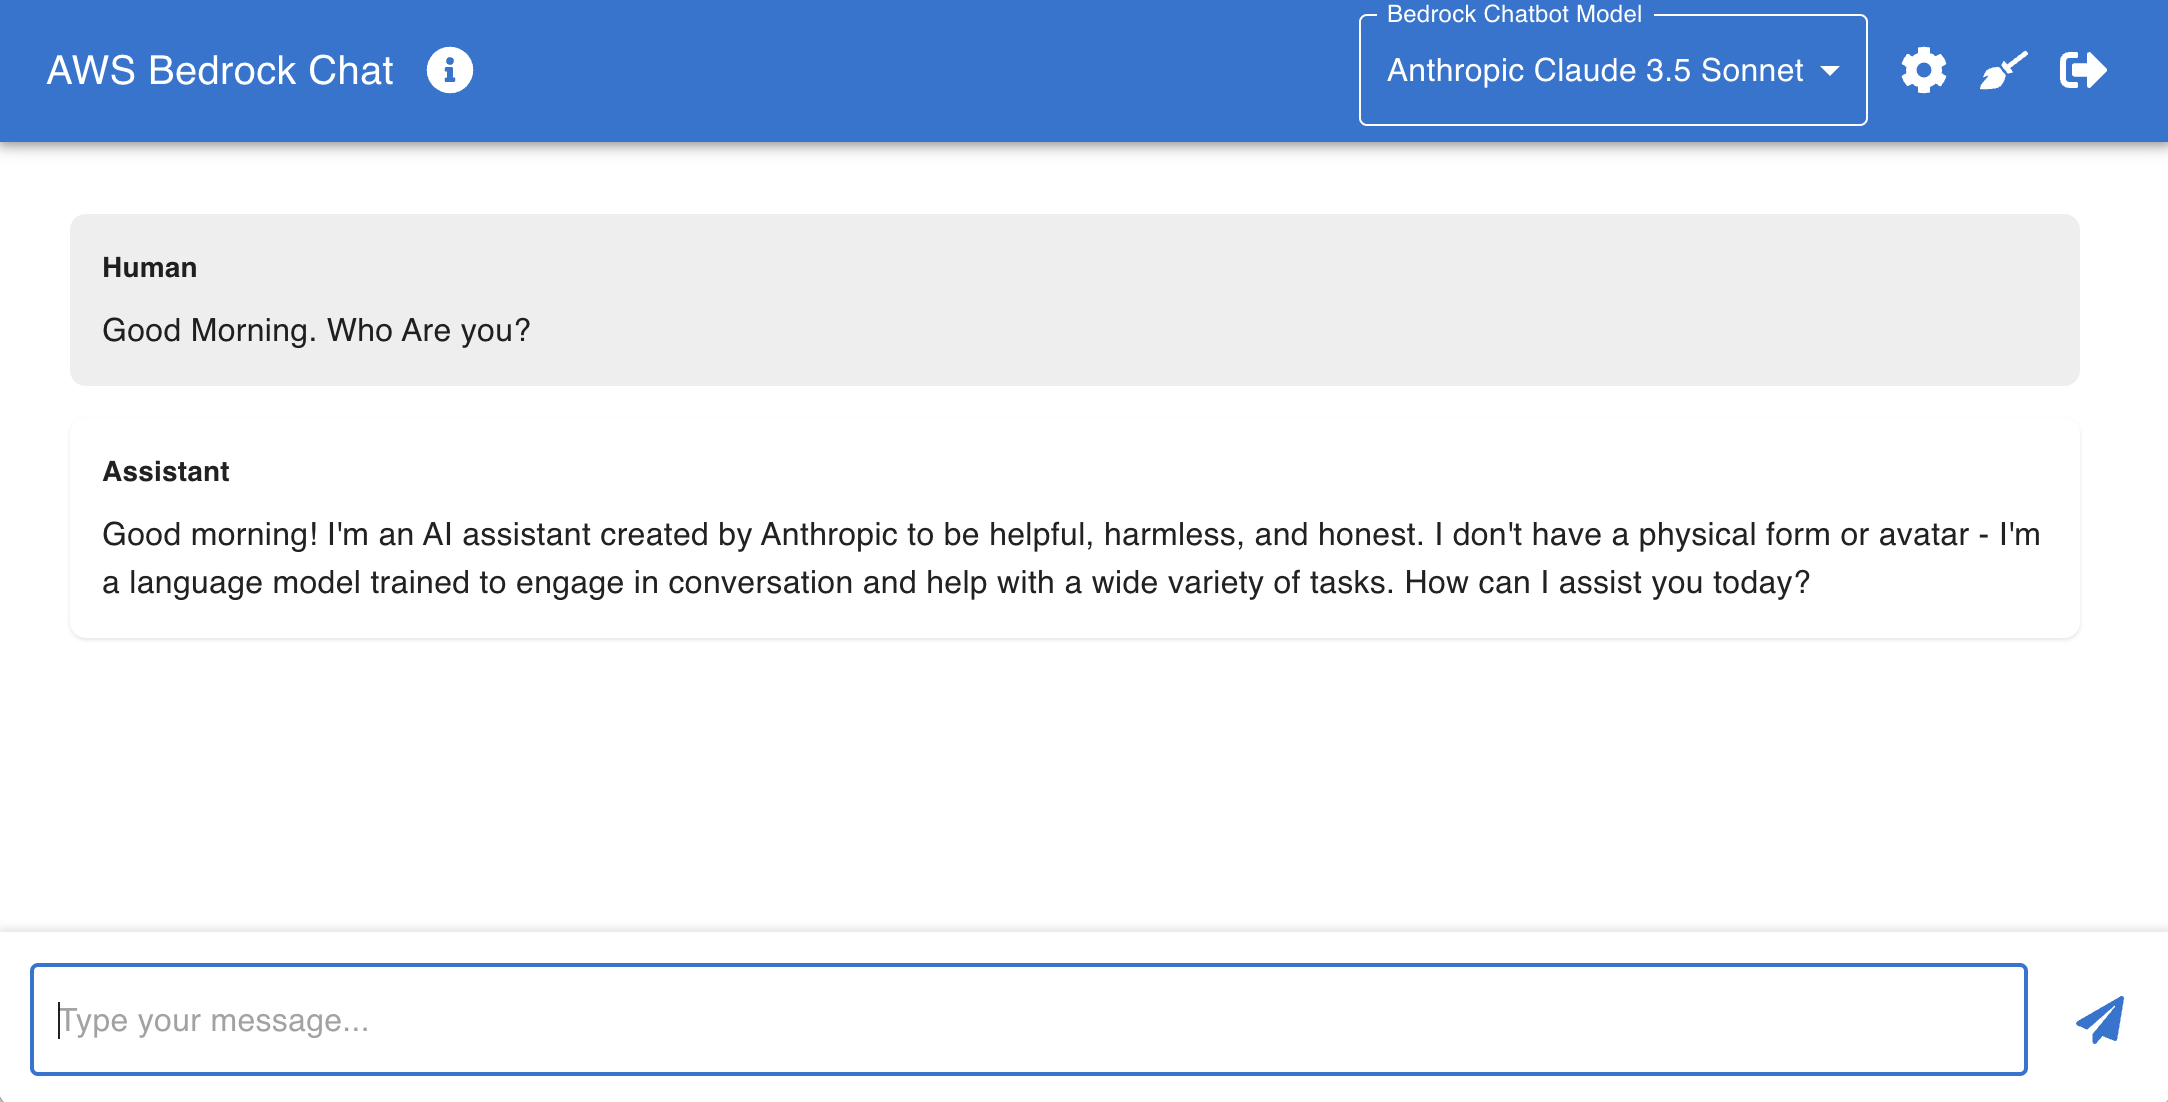 AWS Bedrock Chat
Bedrock Chatbot Model
Anthropic Claude 3.5 Sonnet
Human
Good Morning. Who Are you?
Assistant
Good morning! I'm an AI assistant created by Anthropic to be helpful, harmless, and honest. I don't have a physical form or avatar - I'm
a language model trained to engage in conversation and help with a wide variety of tasks. How can I assist you today?
Type your message...